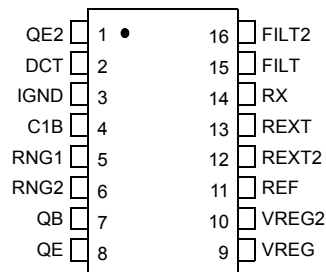 QE2 1 16 FILT2
DCT 2 15 FILT
IGND 3 14 RX
C1B 4 13 REXT
RNG1 5 12 REXT2
RNG2 6 11 REF
QB 7 10 VREG2
QE 8 9 VREG